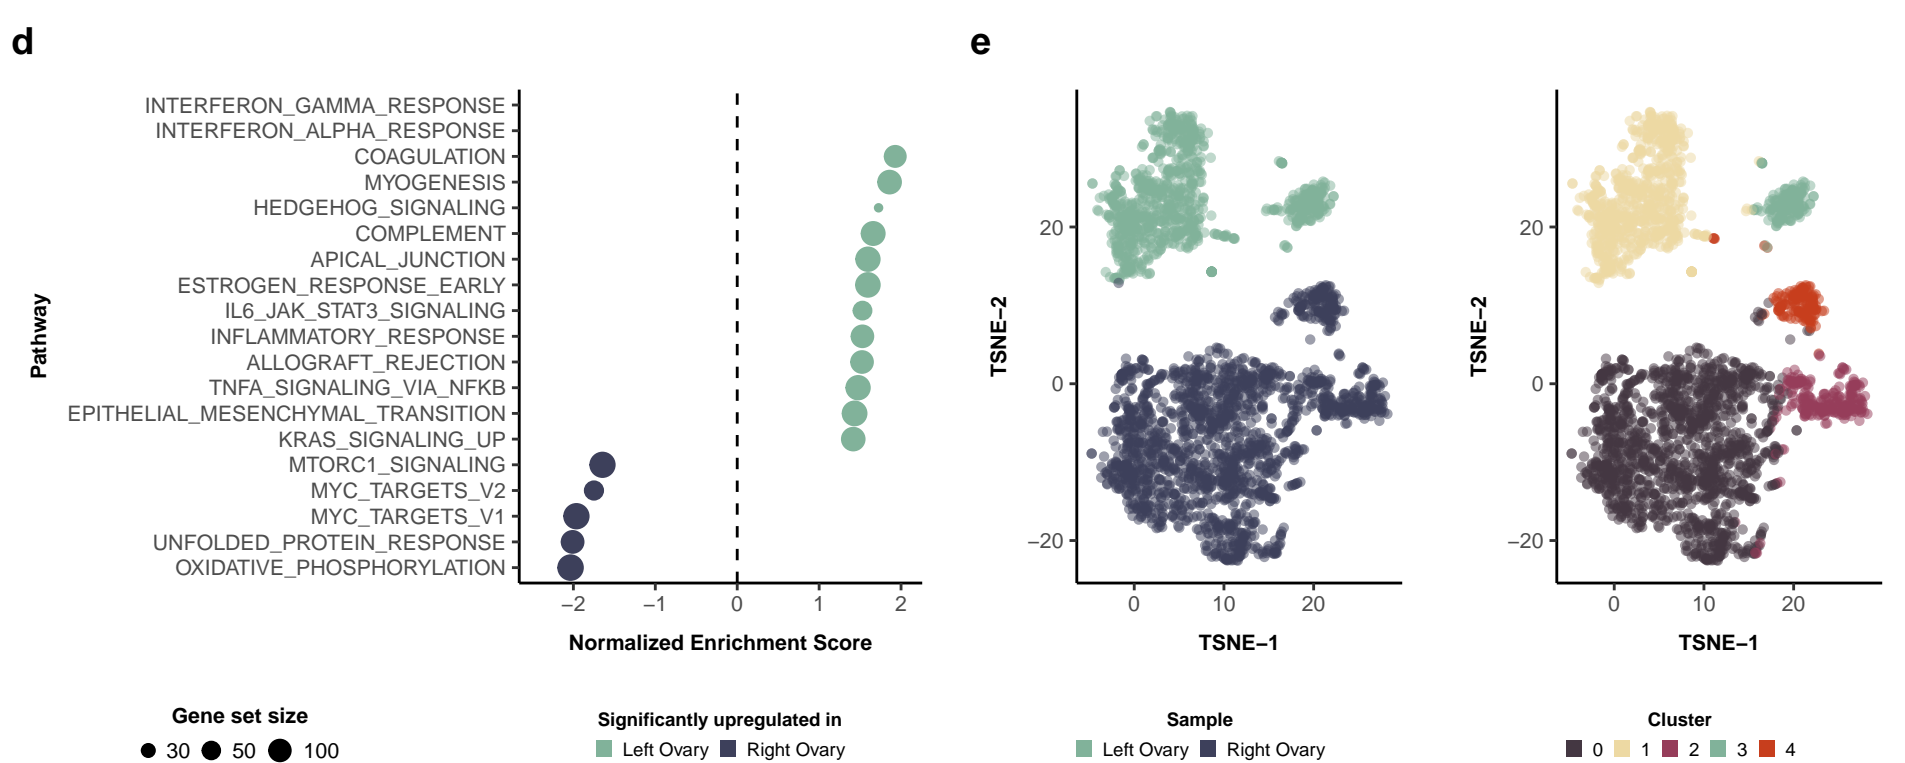 d
INTERFERON_GAMMA_RESPONSE
INTERFERON_ALPHA_RESPONSE
COAGULATION
MYOGENESIS
HEDGEHOG_SIGNALING
COMPLEMENT
APICAL_JUNCTION
ESTROGEN_RESPONSE_EARLY
IL6_JAK_STAT3_SIGNALING
INFLAMMATORY_RESPONSE
ALLOGRAFT_REJECTION
TNFA_SIGNALING_VIA_NFKB
EPITHELIAL_MESENCHYMAL_TRANSITION
KRAS_SIGNALING_UP
MTORC1_SIGNALING
MYC_TARGETS_V2
MYC_TARGETS_V1
UNFOLDED_PROTEIN_RESPONSE
OXIDATIVE_PHOSPHORYLATION
Pathway
−2 −1 0 1 2
Normalized Enrichment Score
Gene set size
30 50 100
Significantly upregulated in
Left Ovary Right Ovary
e
20
0
−20
TSNE−2
0 10 20
TSNE−1
Sample
Left Ovary Right Ovary
20
0
−20
TSNE−2
0 10 20
TSNE−1
Cluster
0 1 2 3 4